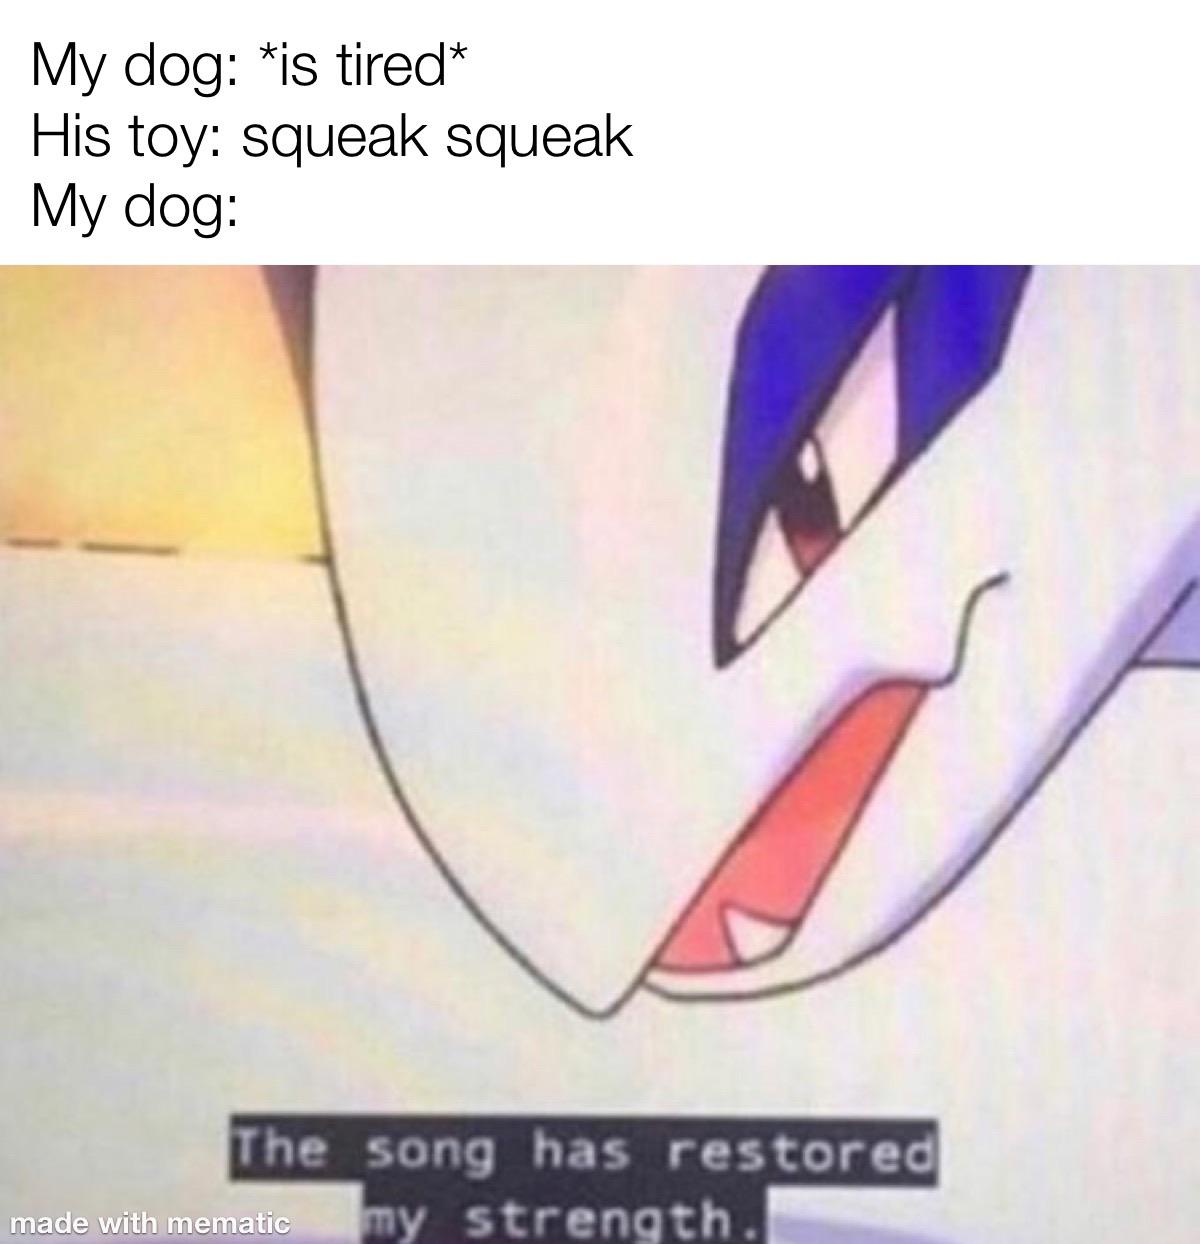 My dog: *is tired*
His toy: squeak squeak
My dog:
The song has restored
my strength.
made with mematic